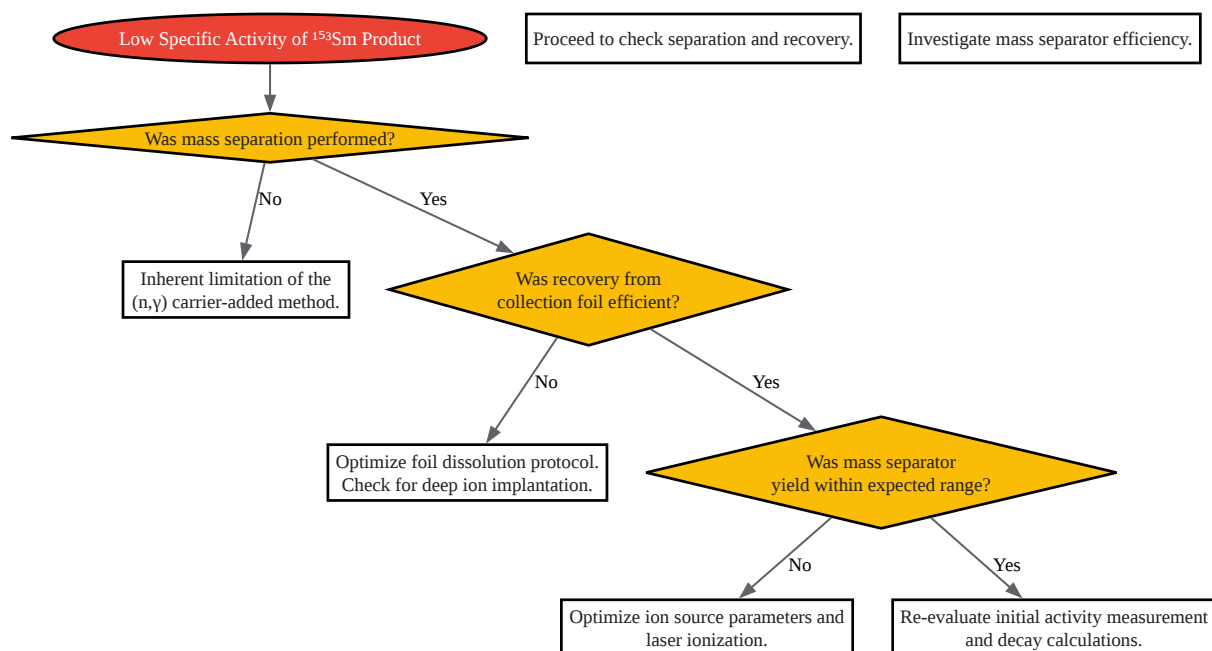 Low Specific Activity of ¹⁵³Sm Product
Proceed to check separation and recovery.
Investigate mass separator efficiency.
Was mass separation performed?
No
Yes
Inherent limitation of the
(n,γ) carrier-added method.
Was recovery from
collection foil efficient?
No
Yes
Optimize foil dissolution protocol.
Check for deep ion implantation.
Was mass separator
yield within expected range?
No
Yes
Optimize ion source parameters and
laser ionization.
Re-evaluate initial activity measurement
and decay calculations.